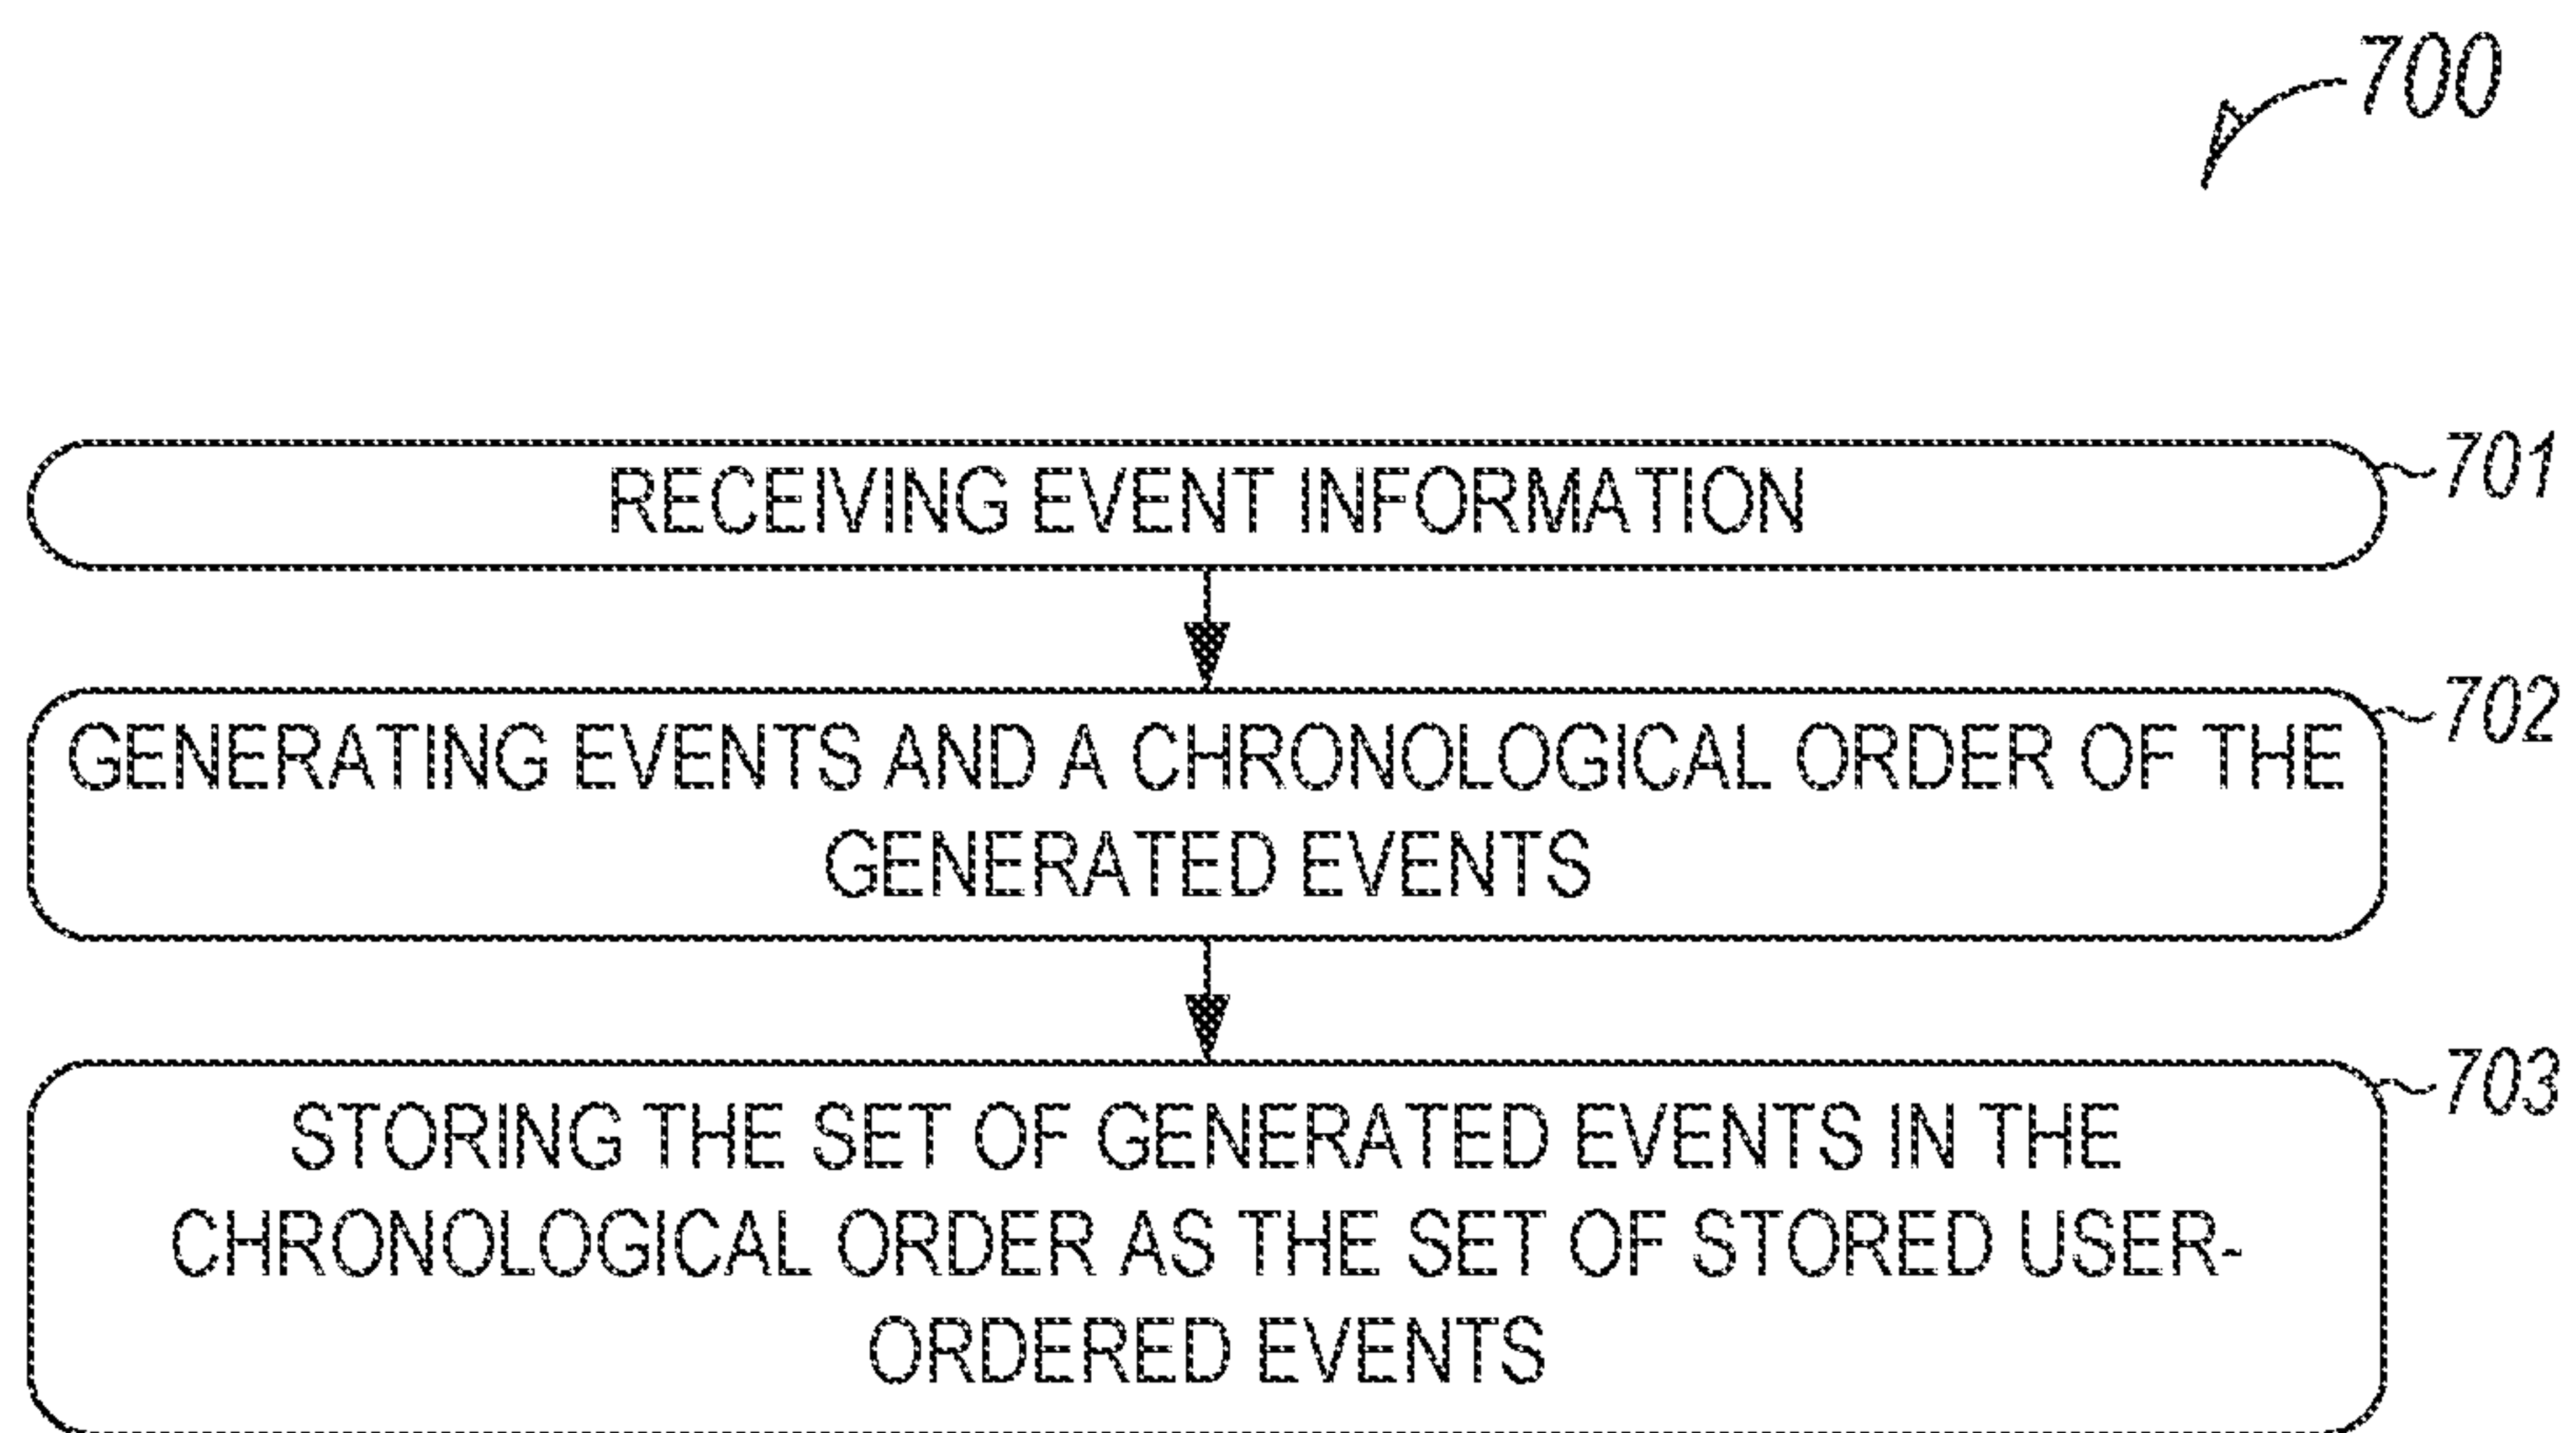 700
RECEIVING EVENT INFORMATION
701
GENERATING EVENTS AND A CHRONOLOGICAL ORDER OF THE
GENERATED EVENTS
702
STORING THE SET OF GENERATED EVENTS IN THE
CHRONOLOGICAL ORDER AS THE SET OF STORED USER-
ORDERED EVENTS
703